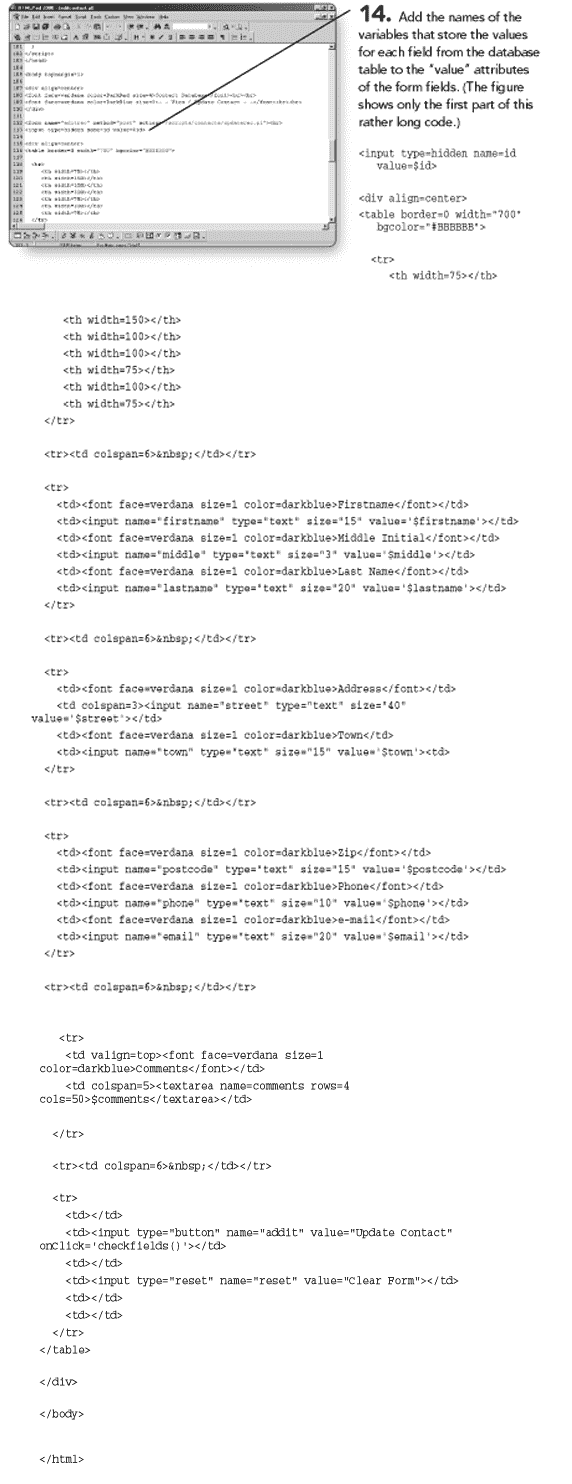 14. Add the names of the
variables that store the values
for each field from the database
table to the "value" attributes
of the form fields. (The figure
shows only the first part of this
rather long code.)
<input type=hidden name=id
value=$id>
<div align=center>
<table border=0 width="700"
bgcolor="#BBBBBB">
<tr>
<th width=75></th>
<th width=150></th>
<th width=100></th>
<th width=100></th>
<th width=75></th>
<th width=100></th>
<th width=75></th>
</tr>
<tr><td colspan=6>&nbsp;</td></tr>
<tr>
<td><font face=verdana size=1 color=darkblue>Firstname</font></td>
<td><input name="firstname" type="text" size="15" value='$firstname'></td>
<td><font face=verdana size=1 color=darkblue>Middle Initial</font></td>
<td><input name="middle" type="text" size="3" value='$middle'></td>
<td><font face=verdana size=1 color=darkblue>Last Name</font></td>
<td><input name="lastname" type="text" size="20" value='$lastname'></td>
</tr>
<tr><td colspan=6>&nbsp;</td></tr>
<tr>
<td><font face=verdana size=1 color=darkblue>Address</font></td>
<td colspan=3><input name="street" type="text" size="40"
value='$street'></td>
<td><font face=verdana size=1 color=darkblue>Town</td>
<td><input name="town" type="text" size="15" value='$town'><td>
</tr>
<tr><td colspan=6>&nbsp;</td></tr>
<tr>
<td><font face=verdana size=1 color=darkblue>Zip</font></td>
<td><input name="postcode" type="text" size="15" value='$postcode'></td>
<td><font face=verdana size=1 color=darkblue>Phone</font></td>
<td><input name="phone" type="text" size="10" value='$phone'></td>
<td><font face=verdana size=1 color=darkblue>e-mail</font></td>
<td><input name="email" type="text" size="20" value='$email'></td>
</tr>
<tr><td colspan=6>&nbsp;</td></tr>
<tr>
<td valign=top><font face=verdana size=1
color=darkblue>Comments</font></td>
<td colspan=5><textarea name=comments rows=4
cols=50>$comments</textarea></td>
</tr>
<tr><td colspan=6>&nbsp;</td></tr>
<tr>
<td></td>
<td><input type="button" name="addit" value="Update Contact"
onClick='checkfields()'></td>
<td></td>
<td><input type="reset" name="reset" value="Clear Form"></td>
<td></td>
<td></td>
</tr>
</table>
</div>
</body>
</html>